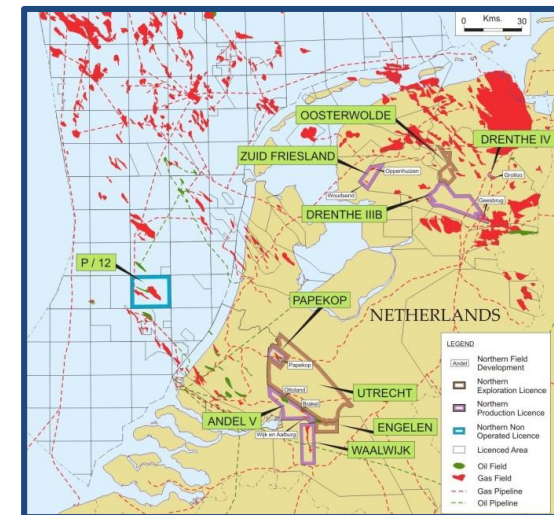 Kms.
0 30
OOSTERWOLDE
DRENTHE IV
ZUID FRIESLAND
Oppenhuizen
Grolloo
Woudsend
DRENTHE IIIB
Geesbrug
P / 12
PAPEKOP
NETHERLANDS
Papekop
Ottoland
UTRECHT
Brakel
ANDEL V
ENGELEN
Wijk en Aalburg
WAALWIJK
LEGEND
Andel
Northern Field
Development
Northern
Exploration Licence
Northern
Production Licence
Northern Non
Operated Licence
Licenced Area
Oil Field
Gas Field
Gas Pipeline
Oil Pipeline